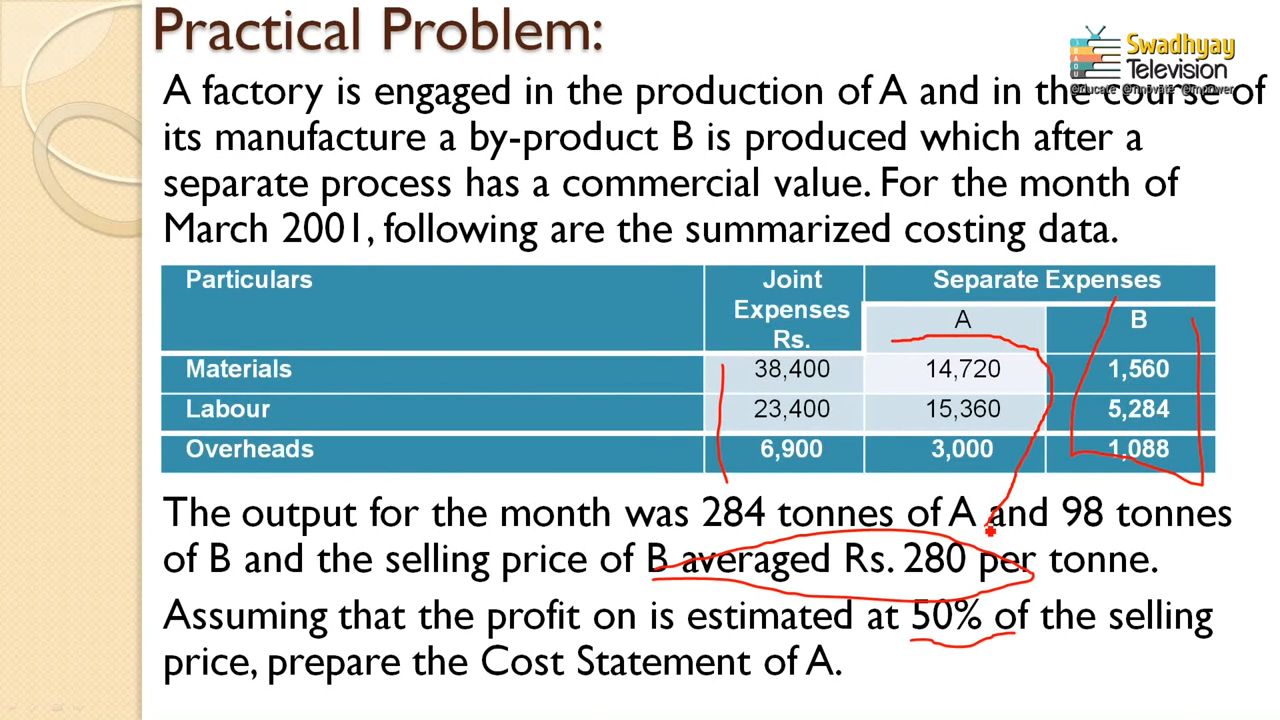 Practical Problem:
Swadhyay
Television
A factory is engaged in the production of A and in the course of
its manufacture a by-product B is produced which after a
separate process has a commercial value. For the month of
March 2001, following are the summarized costing data.
Particulars Joint Expenses Rs. Separate Expenses
A B
Materials 38,400 14,720 1,560
Labour 23,400 15,360 5,284
Overheads 6,900 3,000 1,088
The output for the month was 284 tonnes of A and 98 tonnes
of B and the selling price of B averaged Rs. 280 per tonne.
Assuming that the profit on is estimated at 50% of the selling
price, prepare the Cost Statement of A.